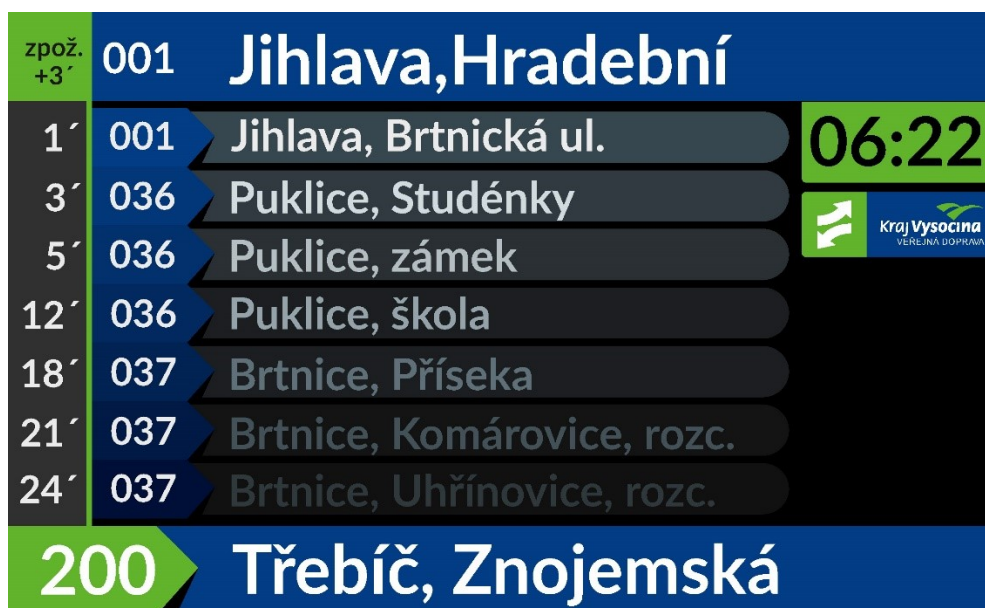 zpož. 001 Jihlava,Hradební
+3´
1´ 001 Jihlava, Brtnická ul. 06:22
3´ 036 Puklice, Studénky
Kraj Vysočina
VEŘEJNÁ DOPRAVA
5´ 036 Puklice, zámek
12´ 036 Puklice, škola
18´ 037 Brtnice, Příseka
21´ 037 Brtnice, Komárovice, rozc.
24´ 037 Brtnice, Uhřínovice, rozc.
200 Třebíč, Znojemská